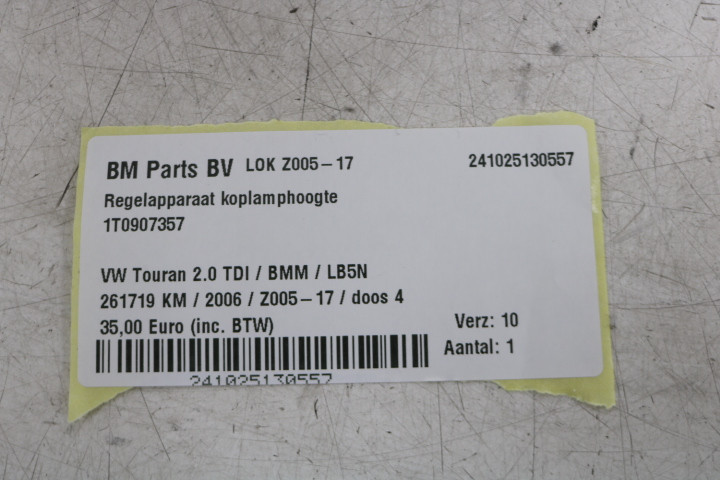 BM Parts BV LOK Z005-17 241025130557
Regelapparaat koplamphoogte
1T0907357
VW Touran 2.0 TDI / BMM / LB5N
261719 KM / 2006 / Z005-17 / doos 4
35,00 Euro (inc. BTW) Verz: 10
Aantal: 1
241025130557